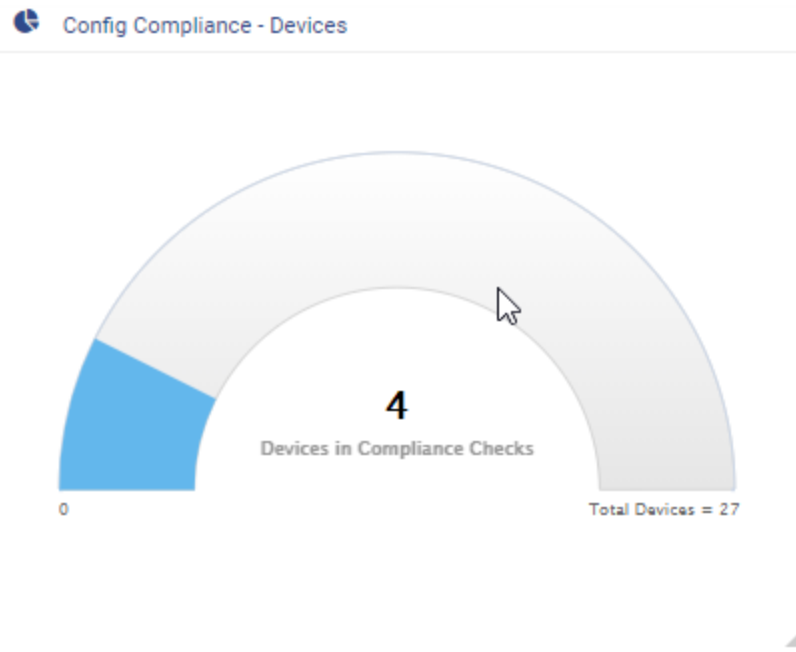 Config Compliance - Devices
4
Devices in Compliance Checks
0
Total Devices = 27